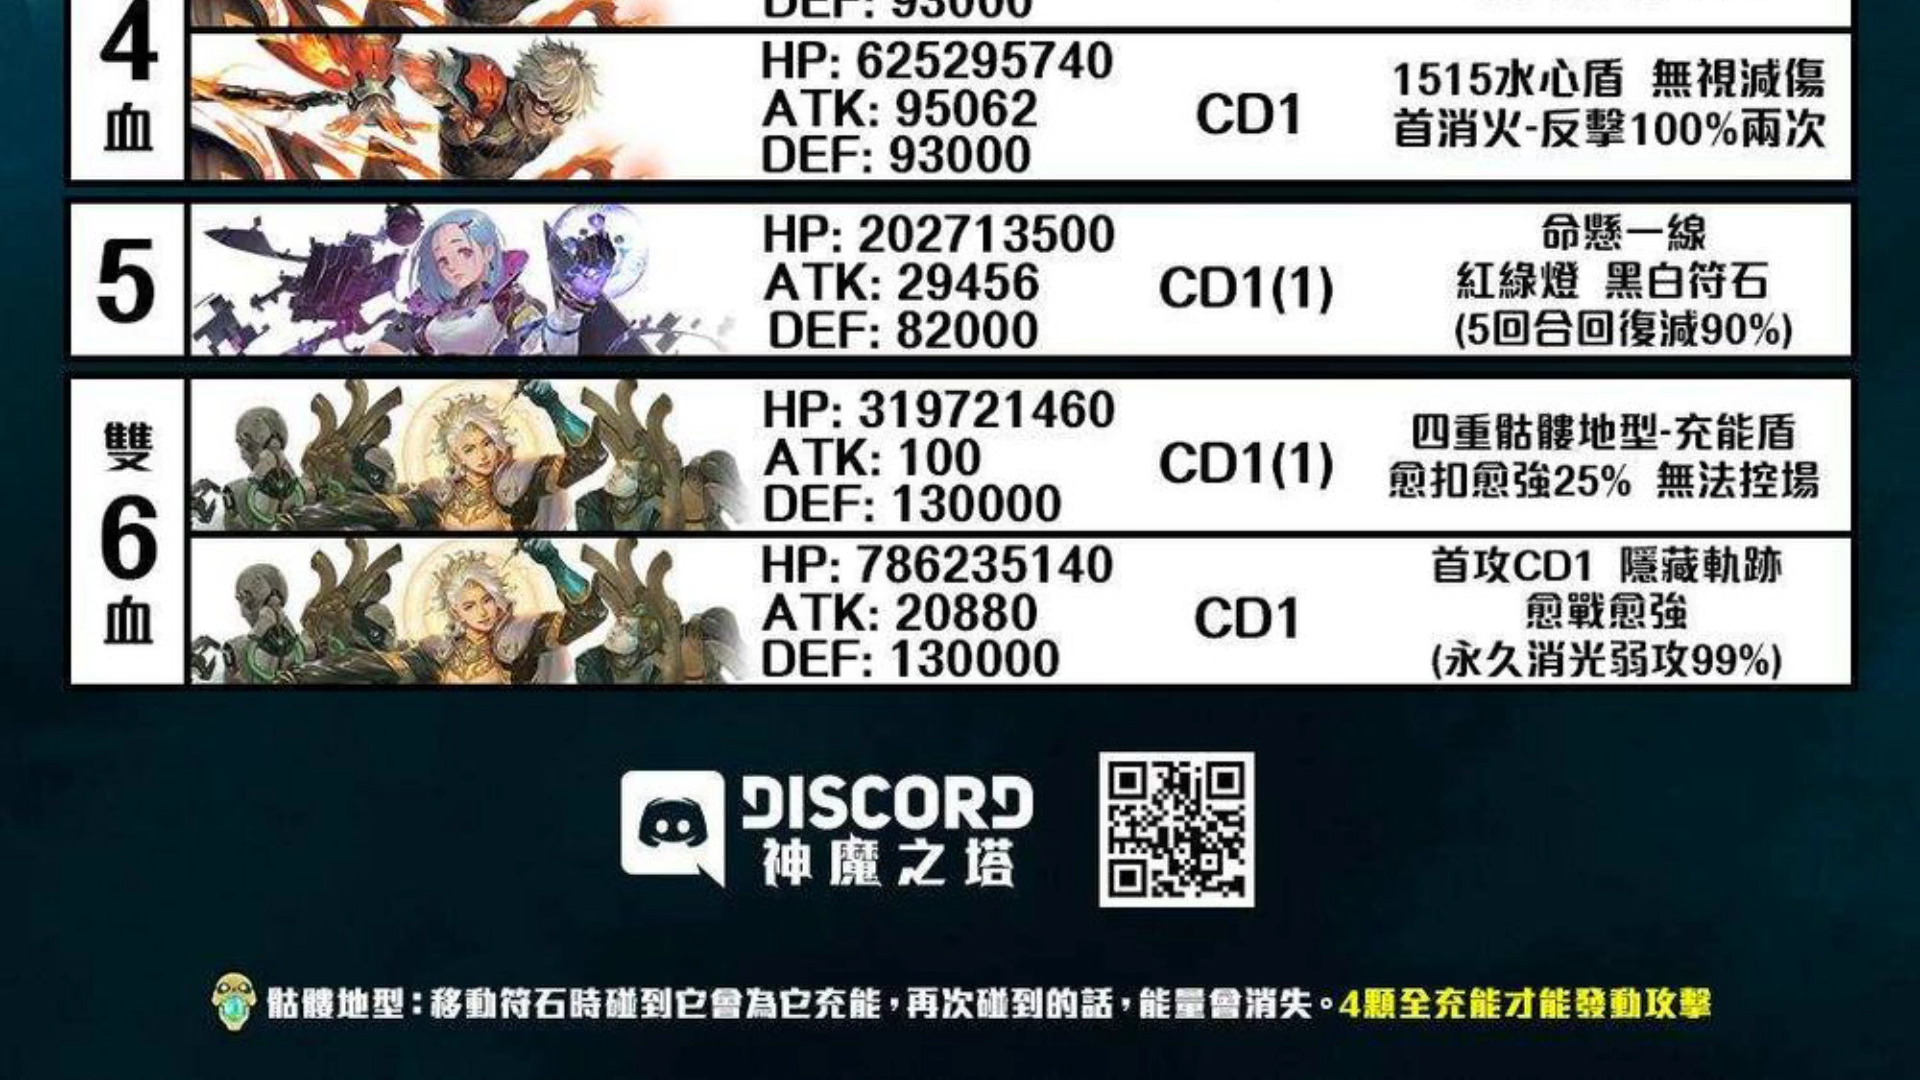 DEF: 93000
4
血
HP: 625295740
ATK: 95062
DEF: 93000
CD1
1515水心盾 無視減傷
首消火-反擊100%兩次
5
HP: 202713500
ATK: 29456
DEF: 82000
CD1(1)
命懸一線
紅綠燈 黑白符石
(5回合回復減90%)
雙
6
血
HP: 319721460
ATK: 100
DEF: 130000
CD1(1)
四重骷髏地型-充能盾
愈扣愈強25% 無法控場
HP: 786235140
ATK: 20880
DEF: 130000
CD1
首攻CD1 隱藏軌跡
愈戰愈強
(永久消光弱攻99%)
DISCORD
神魔之塔
骷髏地型：移動符石時碰到它會為它充能，再次碰到的話，能量會消失。4顆全充能才能發動攻擊